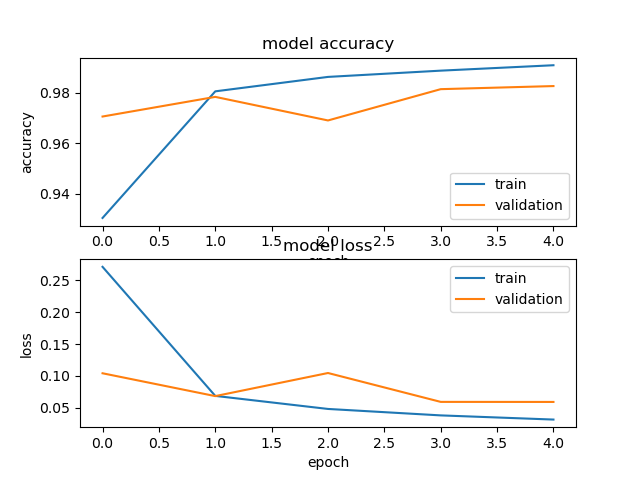 model accuracy
accuracy
0.98
0.96
0.94
train
validation
0.0 0.5 1.0 1.5 2.0 2.5 3.0 3.5 4.0
epoch
model loss
loss
0.25
0.20
0.15
0.10
0.05
train
validation
0.0 0.5 1.0 1.5 2.0 2.5 3.0 3.5 4.0
epoch